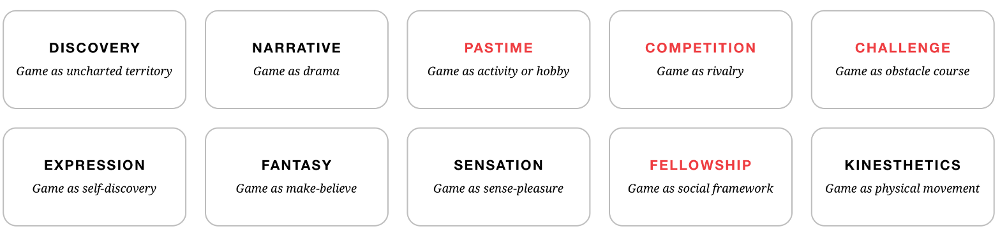 DISCOVERY
Game as uncharted territory
NARRATIVE
Game as drama
PASTIME
Game as activity or hobby
COMPETITION
Game as rivalry
CHALLENGE
Game as obstacle course
EXPRESSION
Game as self-discovery
FANTASY
Game as make-believe
SENSATION
Game as sense-pleasure
FELLOWSHIP
Game as social framework
KINESTHETICS
Game as physical movement